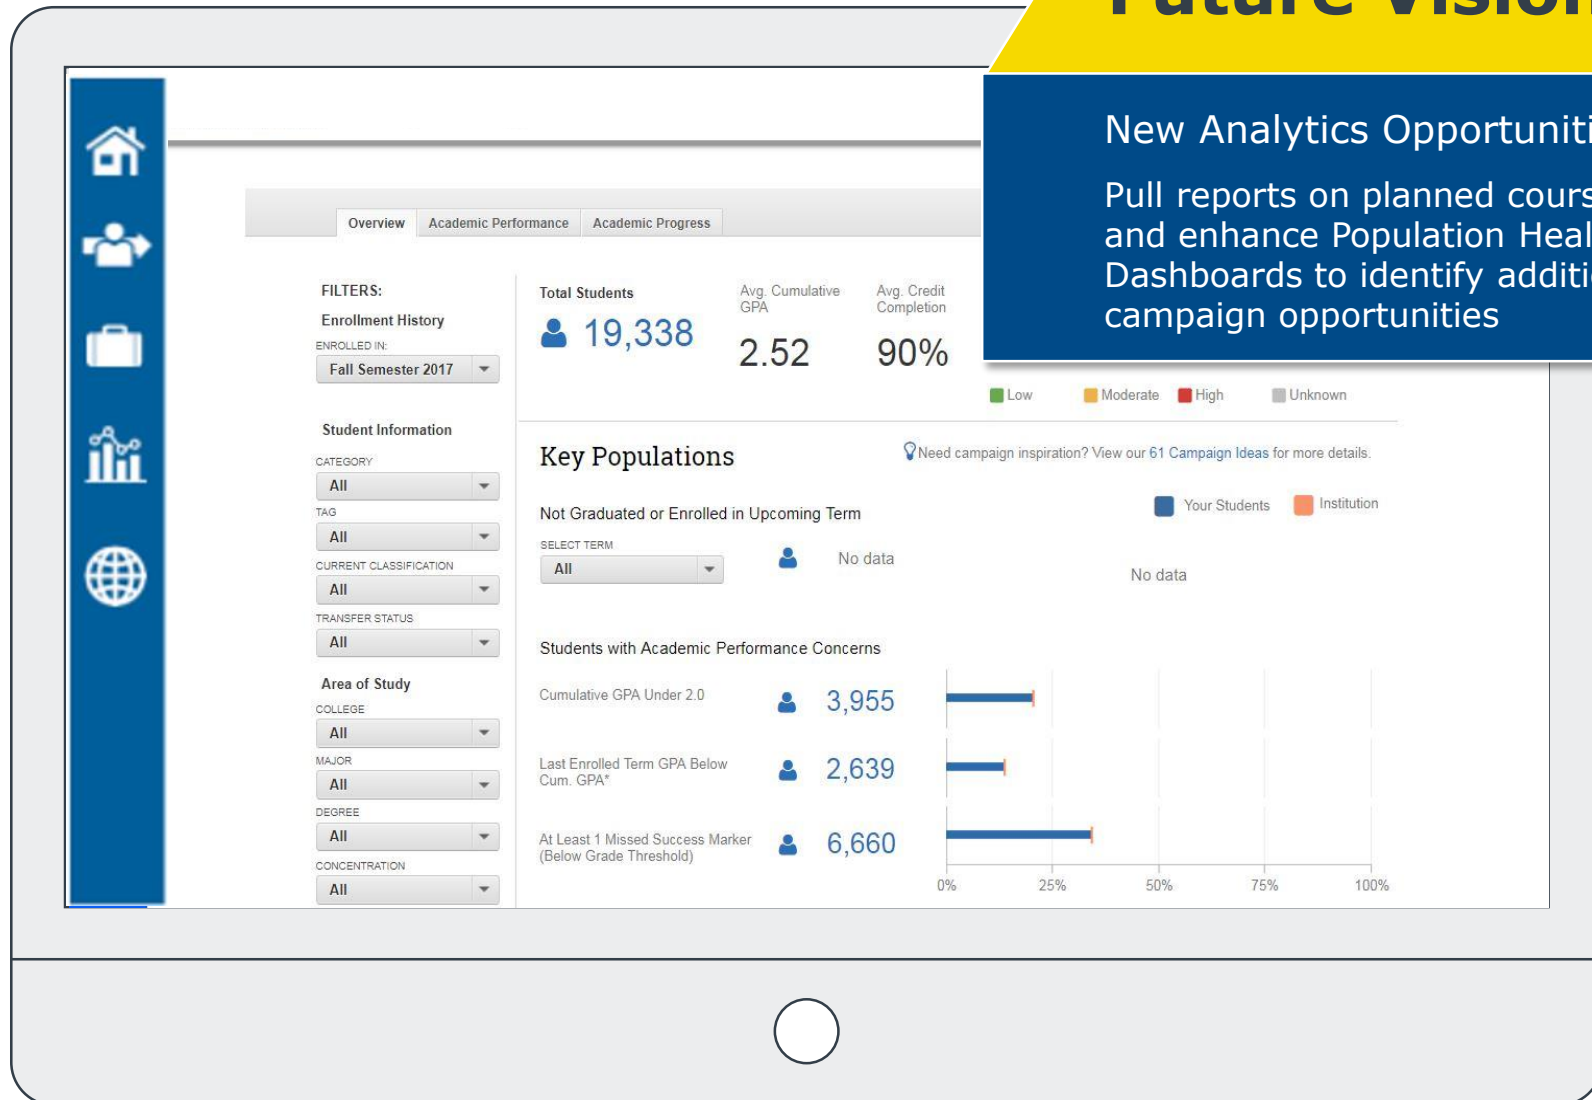 Future Vision
New Analytics
Pull reports on planned
and enhance Population
Dashboards to identify
campaign opportunities
Overview
Academic Performance
Academic Progress
FILTERS:
Enrollment History
ENROLLED IN:
Fall Semester 2017
Student Information
CATEGORY
All
TAG
All
CURRENT CLASSIFICATION
All
TRANSFER STATUS
All
Area of Study
COLLEGE
All
MAJOR
All
DEGREE
All
CONCENTRATION
All
Total Students
19,338
Avg. Cumulative
GPA
2.52
Avg. Credit
Completion
90%
Low Moderate High Unknown
Key Populations
Need campaign inspiration? View our 61 Campaign Ideas for more details.
Your Students Institution
Not Graduated or Enrolled in Upcoming Term
SELECT TERM
All
No data
No data
Students with Academic Performance Concerns
Cumulative GPA Under 2.0
3,955
Last Enrolled Term GPA Below
Cum. GPA*
2,639
At Least 1 Missed Success Marker
(Below Grade Threshold)
6,660
0% 25% 50% 75% 100%